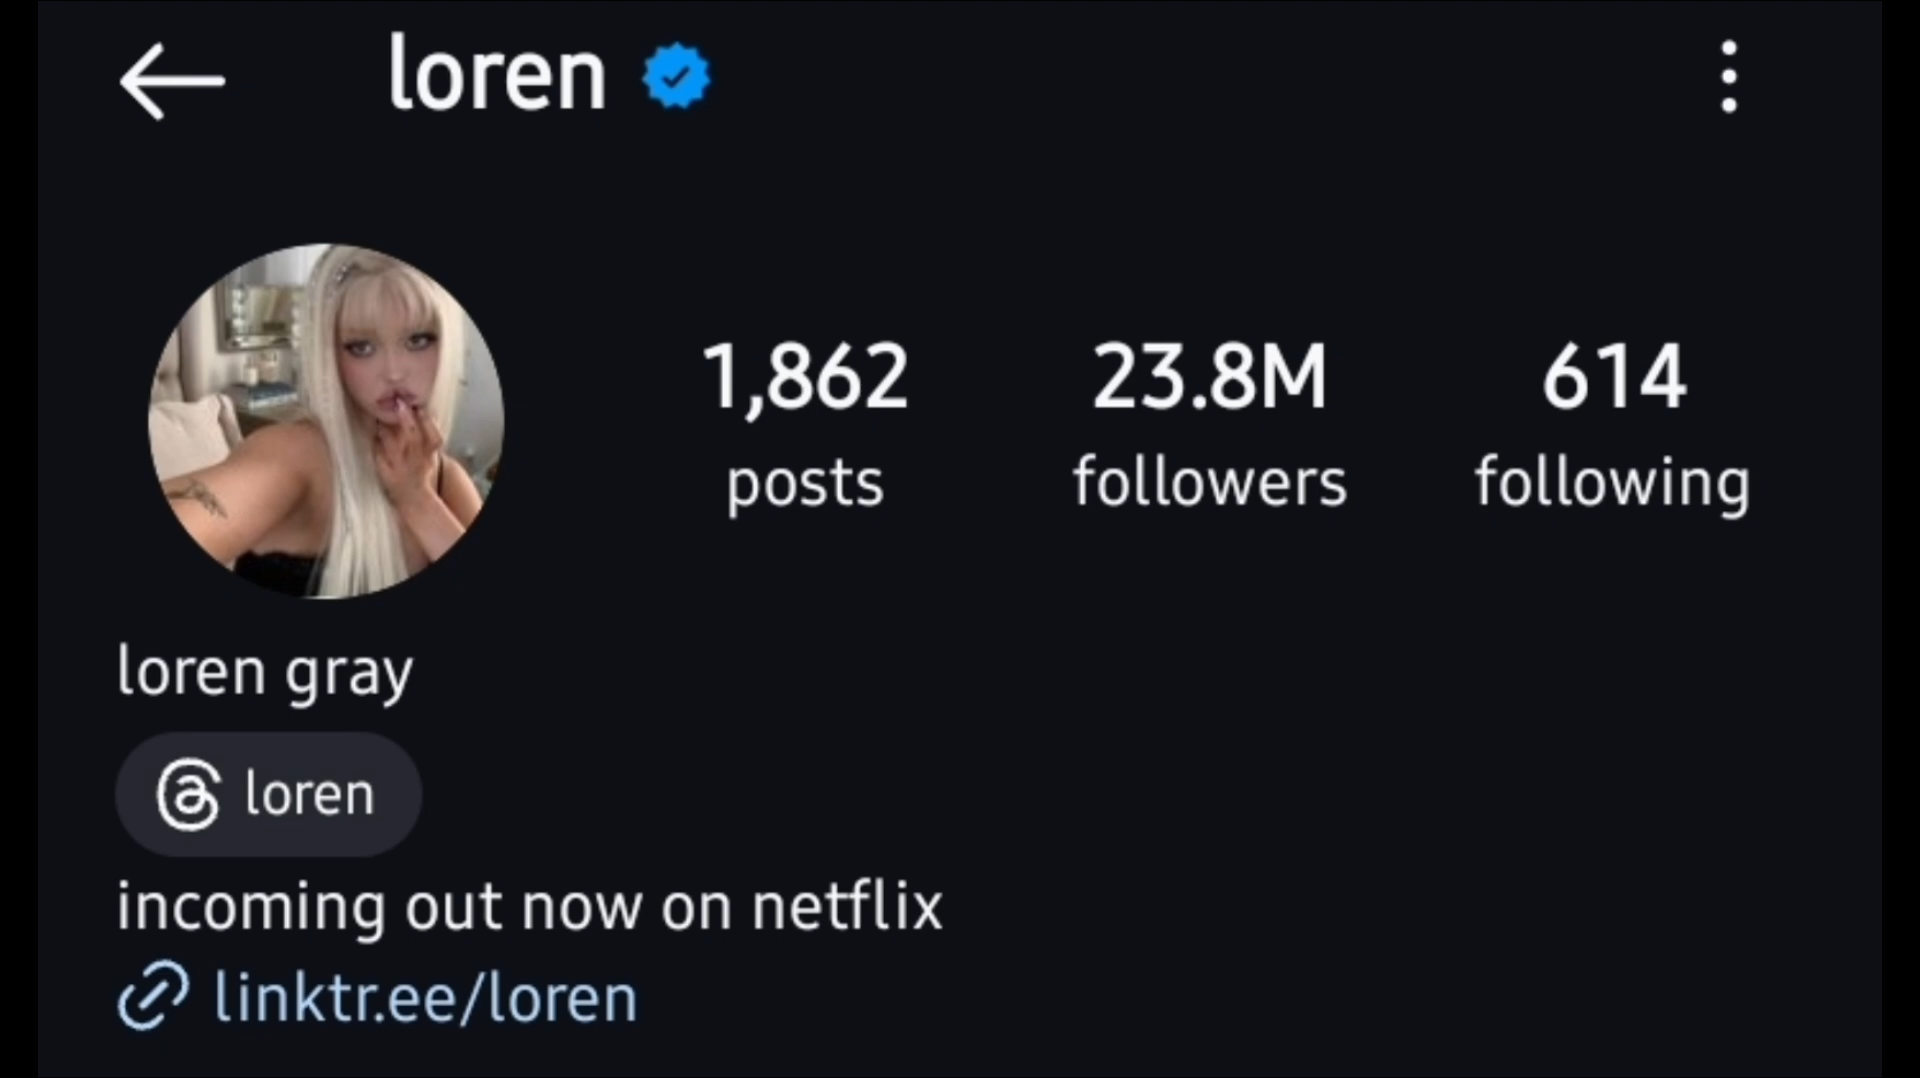 loren
1,862 23.8M 614
posts followers following
loren gray
loren
incoming out now on netflix
linktr.ee/loren